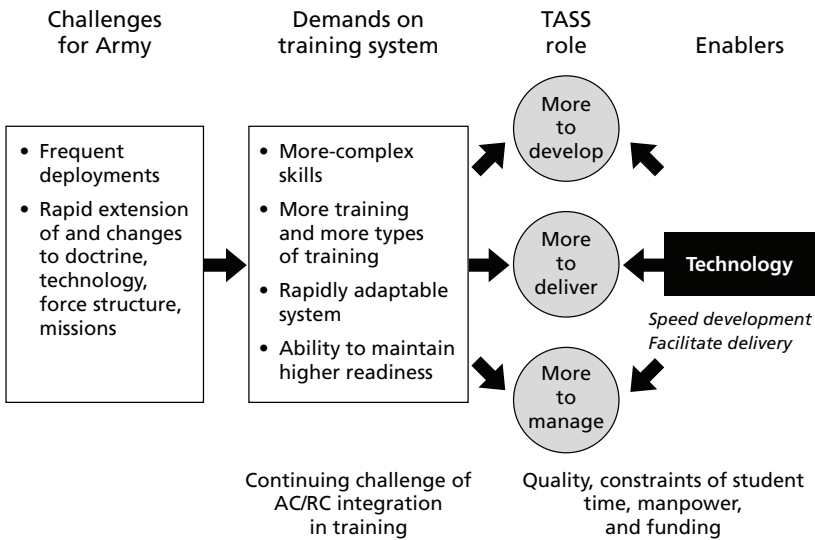 Challenges
for Army
Demands on
training system
TASS
role
Enablers
• Frequent
deployments
• Rapid extension
of and changes
to doctrine,
technology,
force structure,
missions
• More-complex
skills
• More training
and more types
of training
• Rapidly adaptable
system
• Ability to maintain
higher readiness
More
to
develop
More
to
deliver
More
to
manage
Technology
Speed development
Facilitate delivery
Continuing challenge of
AC/RC integration
in training
Quality, constraints of student
time, manpower,
and funding